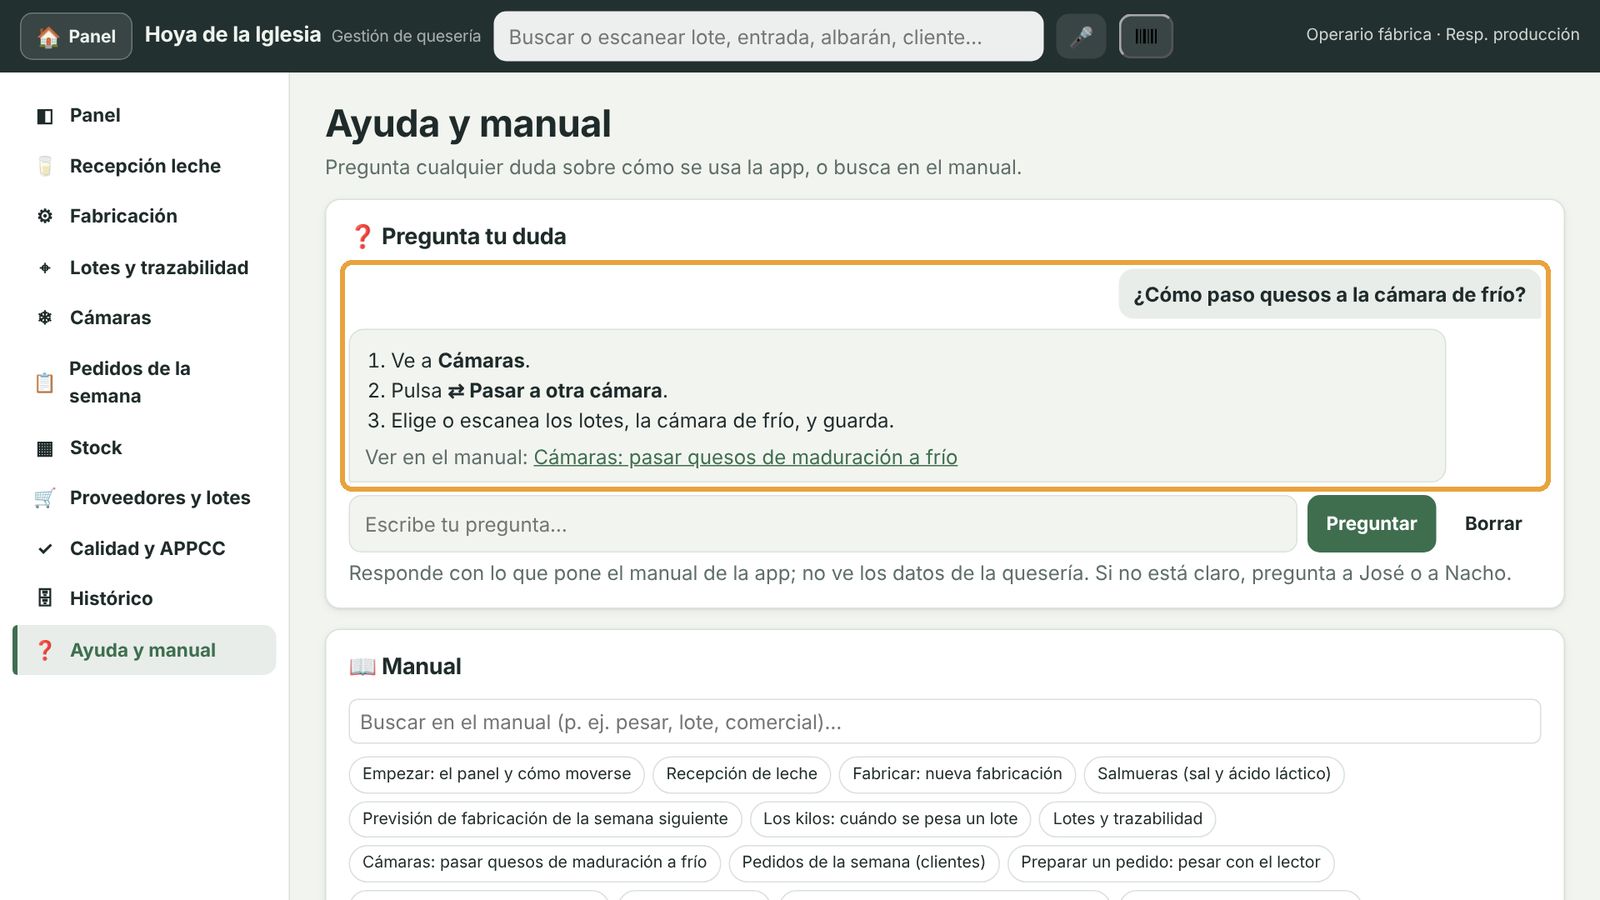 Panel
Hoya de la Iglesia Gestión de quesería
Buscar o escanear lote, entrada, albarán, cliente...
Operario fábrica · Resp. producción
Panel
Recepción leche
Fabricación
Lotes y trazabilidad
Cámaras
Pedidos de la
semana
Stock
Proveedores y lotes
Calidad y APPCC
Histórico
Ayuda y manual
Ayuda y manual
Pregunta cualquier duda sobre cómo se usa la app, o busca en el manual.
❓ Pregunta tu duda
¿Cómo paso quesos a la cámara de frío?
1. Ve a Cámaras.
2. Pulsa ⇄ Pasar a otra cámara.
3. Elige o escanea los lotes, la cámara de frío, y guarda.
Ver en el manual: Cámaras: pasar quesos de maduración a frío
Escribe tu pregunta...
Preguntar
Borrar
Responde con lo que pone el manual de la app; no ve los datos de la quesería. Si no está claro, pregunta a José o a Nacho.
Manual
Buscar en el manual (p. ej. pesar, lote, comercial)...
Empezar: el panel y cómo moverse
Recepción de leche
Fabricar: nueva fabricación
Salmueras (sal y ácido láctico)
Previsión de fabricación de la semana siguiente
Los kilos: cuándo se pesa un lote
Lotes y trazabilidad
Cámaras: pasar quesos de maduración a frío
Pedidos de la semana (clientes)
Preparar un pedido: pesar con el lector